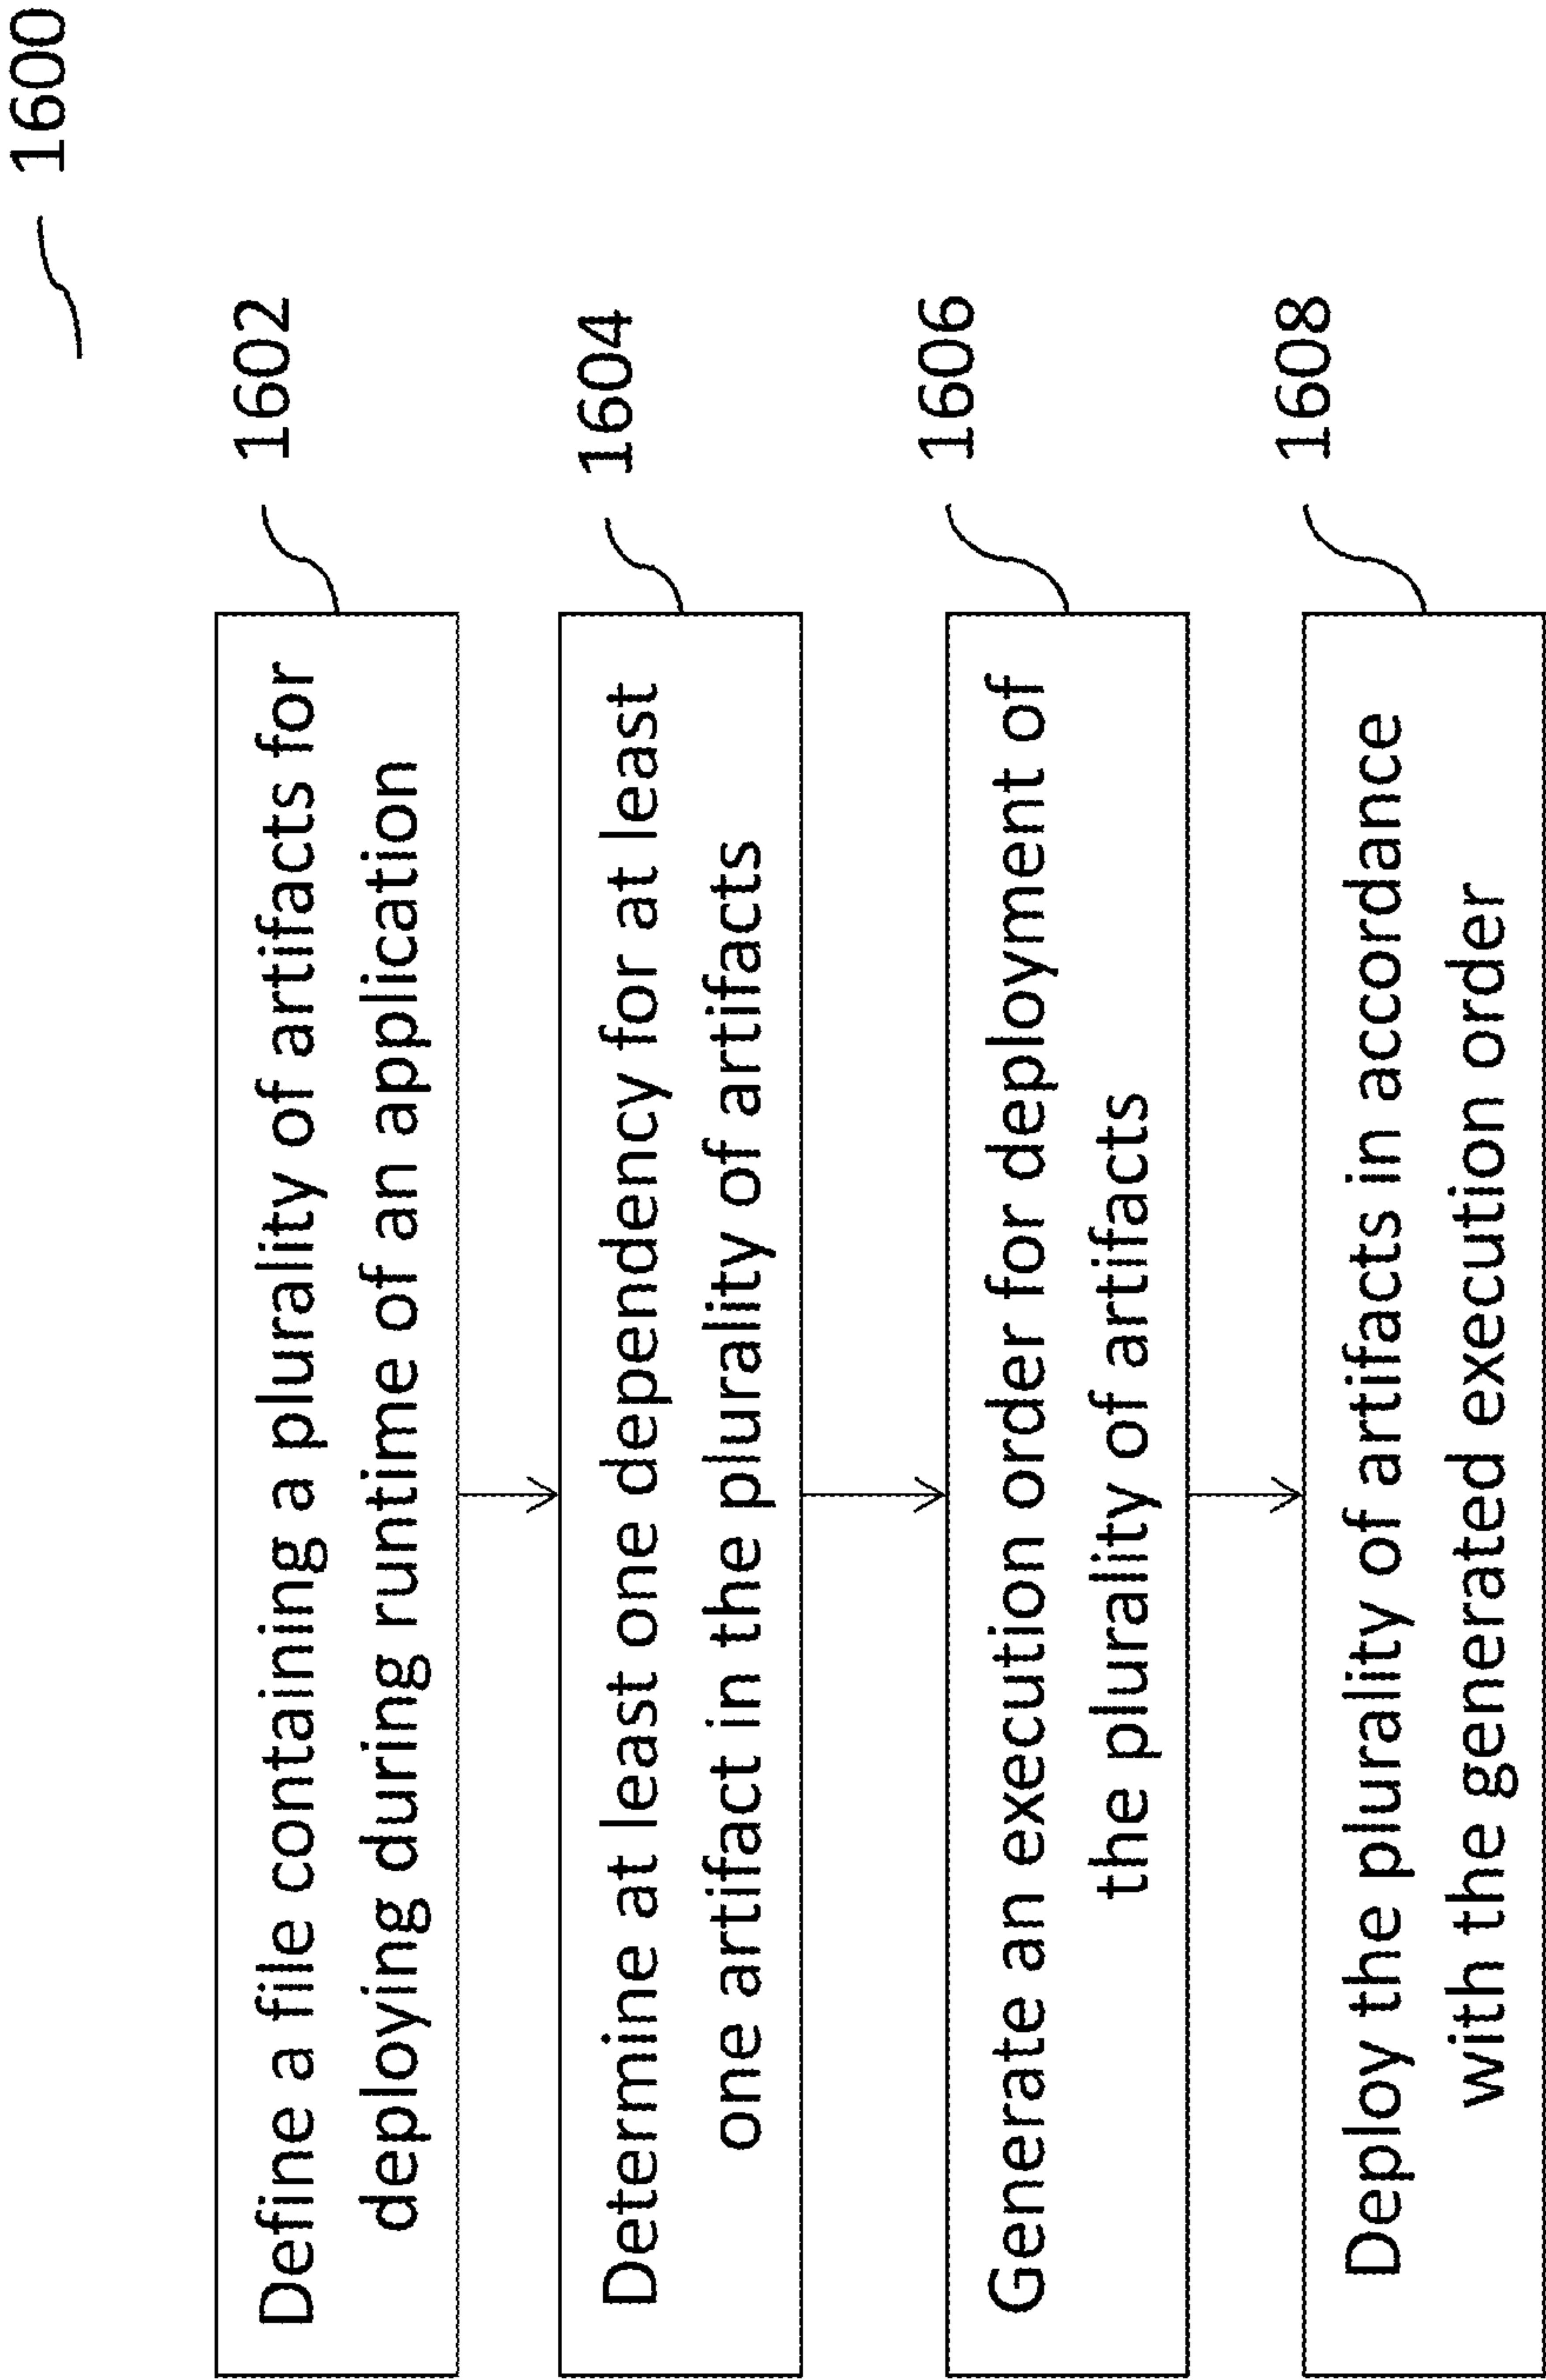 1600
Define a file containing a plurality of artifacts for
deploying during runtime of an application
1602
Determine at least one dependency for at least
one artifact in the plurality of artifacts
1604
Generate an execution order for deployment of
the plurality of artifacts
1606
Deploy the plurality of artifacts in accordance
with the generated execution order
1608